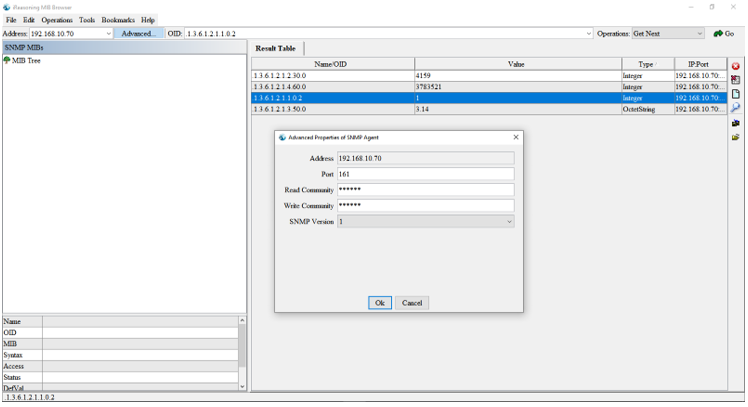 iReasoning MIB Browser
File Edit Operations Tools Bookmarks Help
Address: 192.168.10.70 Advanced... OID: .1.3.6.1.2.1.1.0.2 Operations: Get Next Go
SNMP MIBs
MIB Tree
Result Table
Name/OID Value Type IP:Port
.1.3.6.1.2.1.2.30.0 4159 Integer 192.168.10.70:...
.1.3.6.1.2.1.4.60.0 3783521 Integer 192.168.10.70:...
.1.3.6.1.2.1.1.0.2 1 Integer 192.168.10.70:...
.1.3.6.1.2.1.3.50.0 3.14 OctetString 192.168.10.70:...
Advanced Properties of SNMP Agent
Address 192.168.10.70
Port 161
Read Community ******
Write Community ******
SNMP Version 1
Ok Cancel
Name
OID
MIB
Syntax
Access
Status
DefVal
.1.3.6.1.2.1.1.0.2